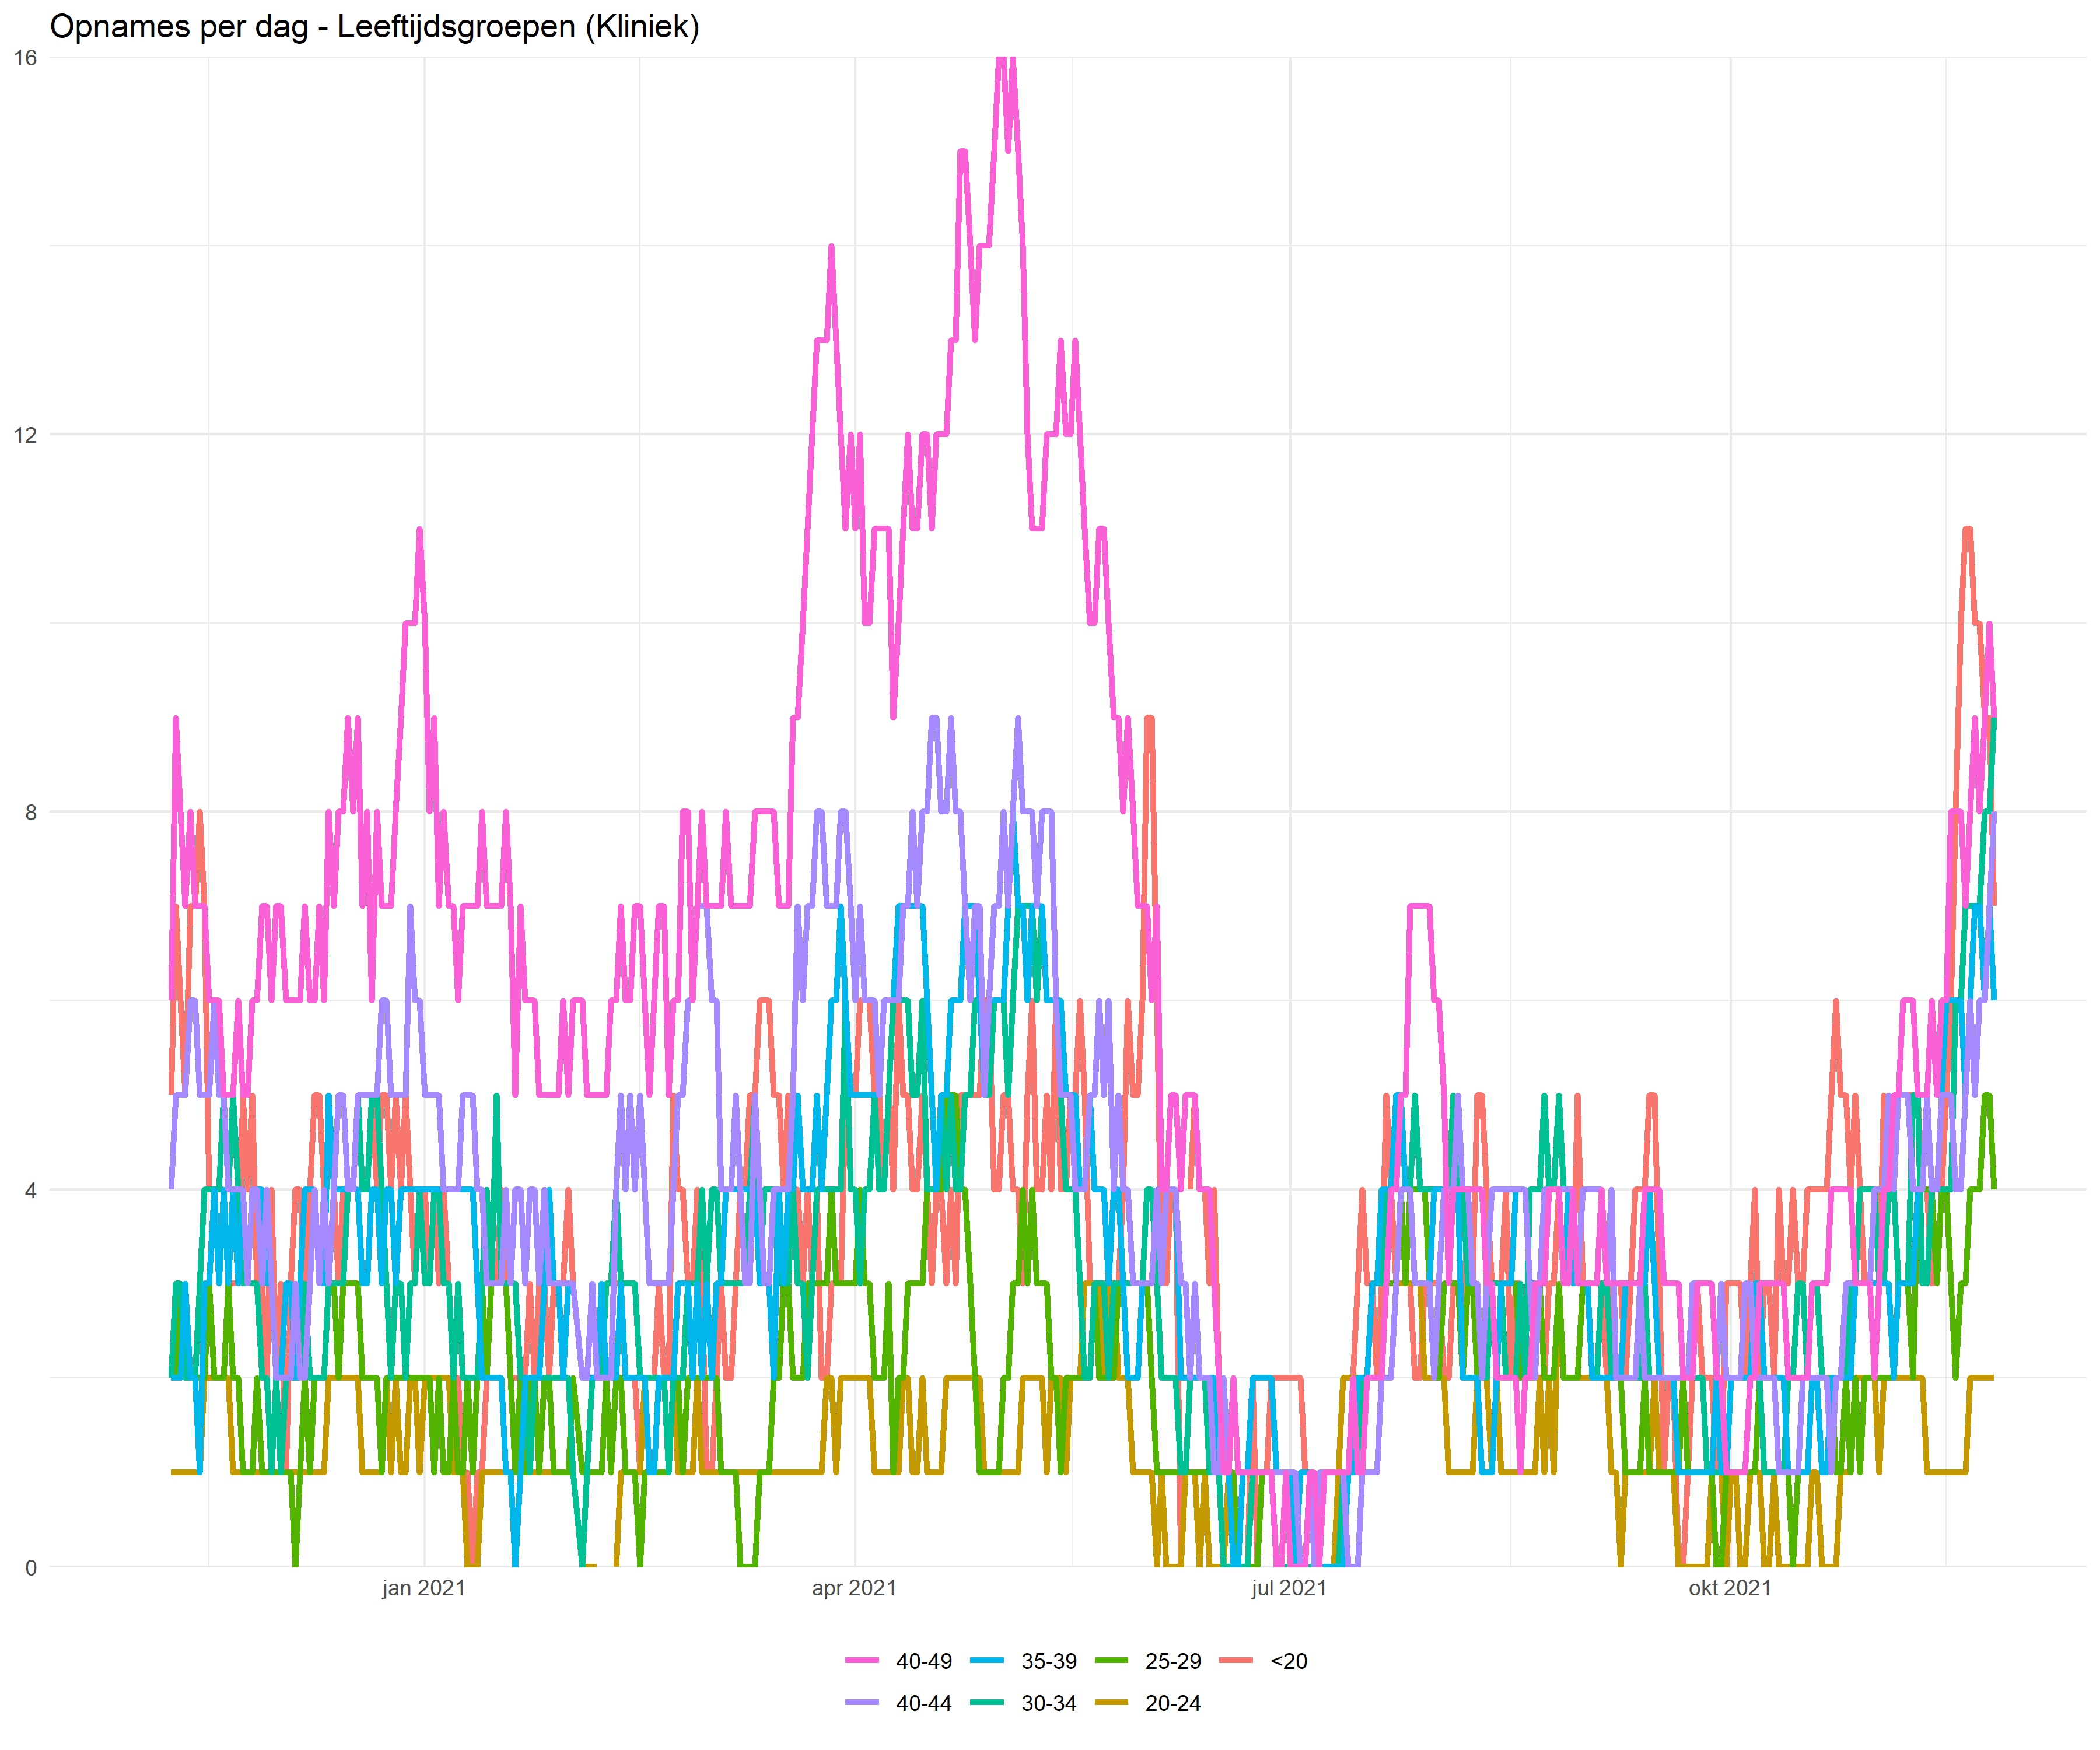 Opnames per dag - Leeftijdsgroepen (Kliniek)
16
12
8
4
0
jan 2021
apr 2021
jul 2021
okt 2021
40-49
35-39
25-29
<20
40-44
30-34
20-24